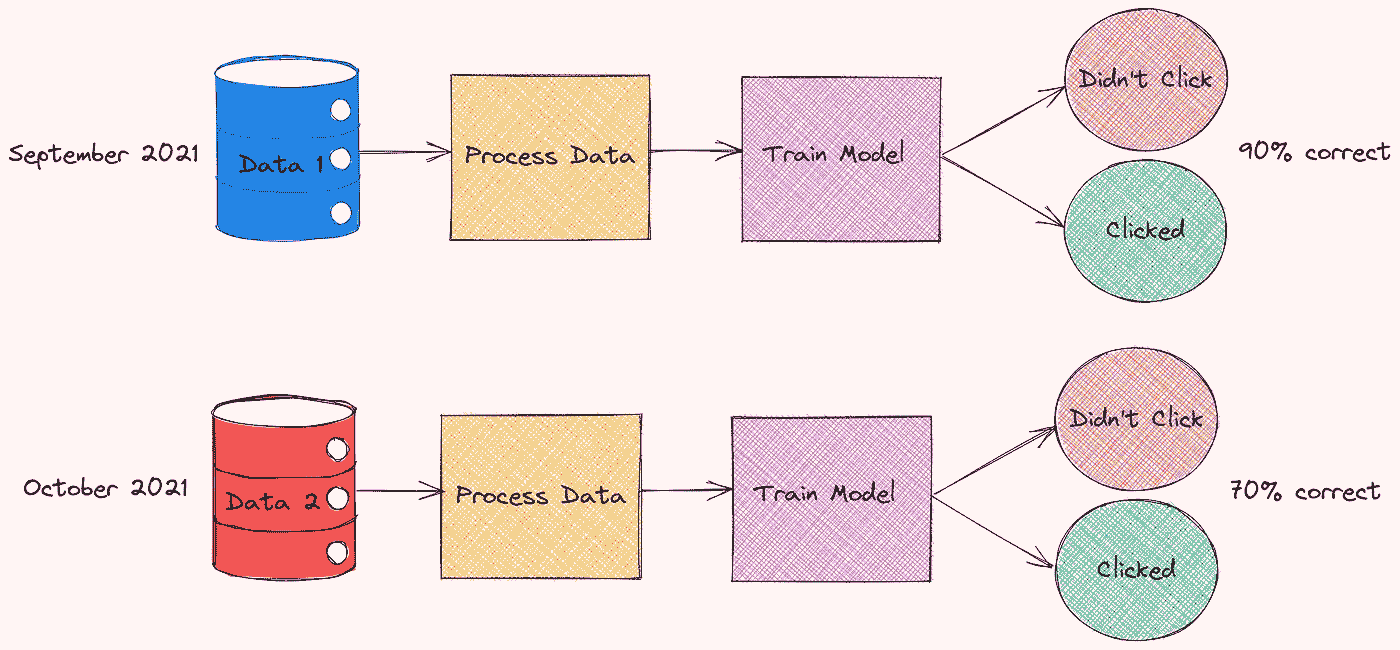 September 2021
Data 1
Process Data
Train Model
Didn't Click
Clicked
90% correct
October 2021
Data 2
Process Data
Train Model
Didn't Click
Clicked
70% correct